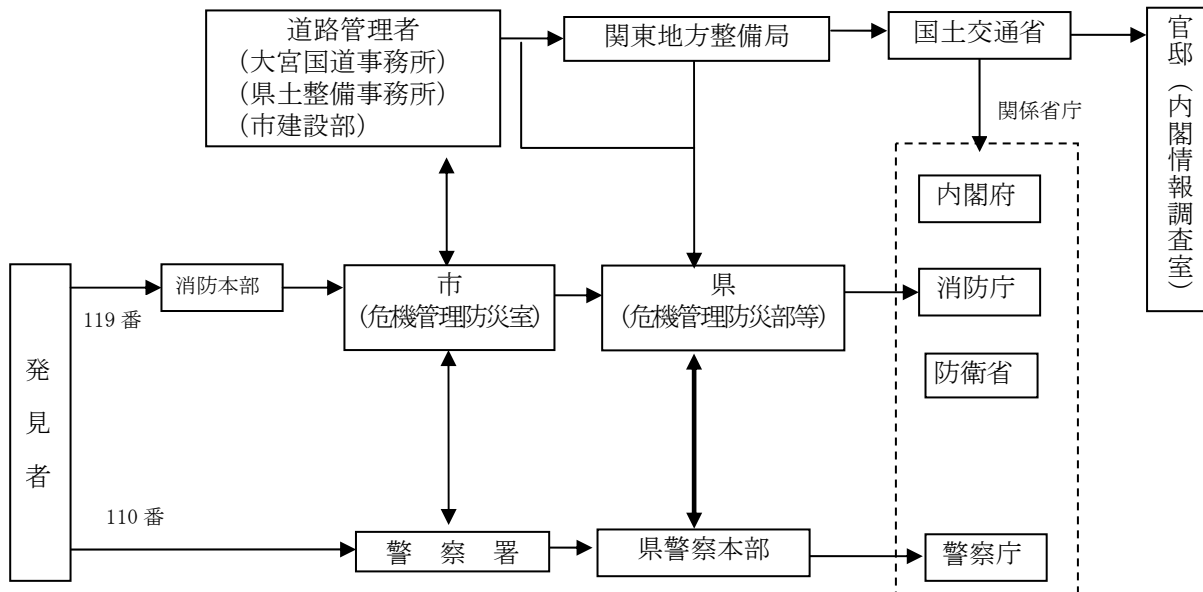 道路管理者
(大宮国道事務所)
(県土整備事務所)
(市建設部)
関東地方整備局
国土交通省
官邸（内閣情報調査室）
関係省庁
内閣府
発見者
119 番
消防本部
市
(危機管理防災室)
県
(危機管理防災部等)
消防庁
防衛省
110 番
警 察 署
県警察本部
警察庁